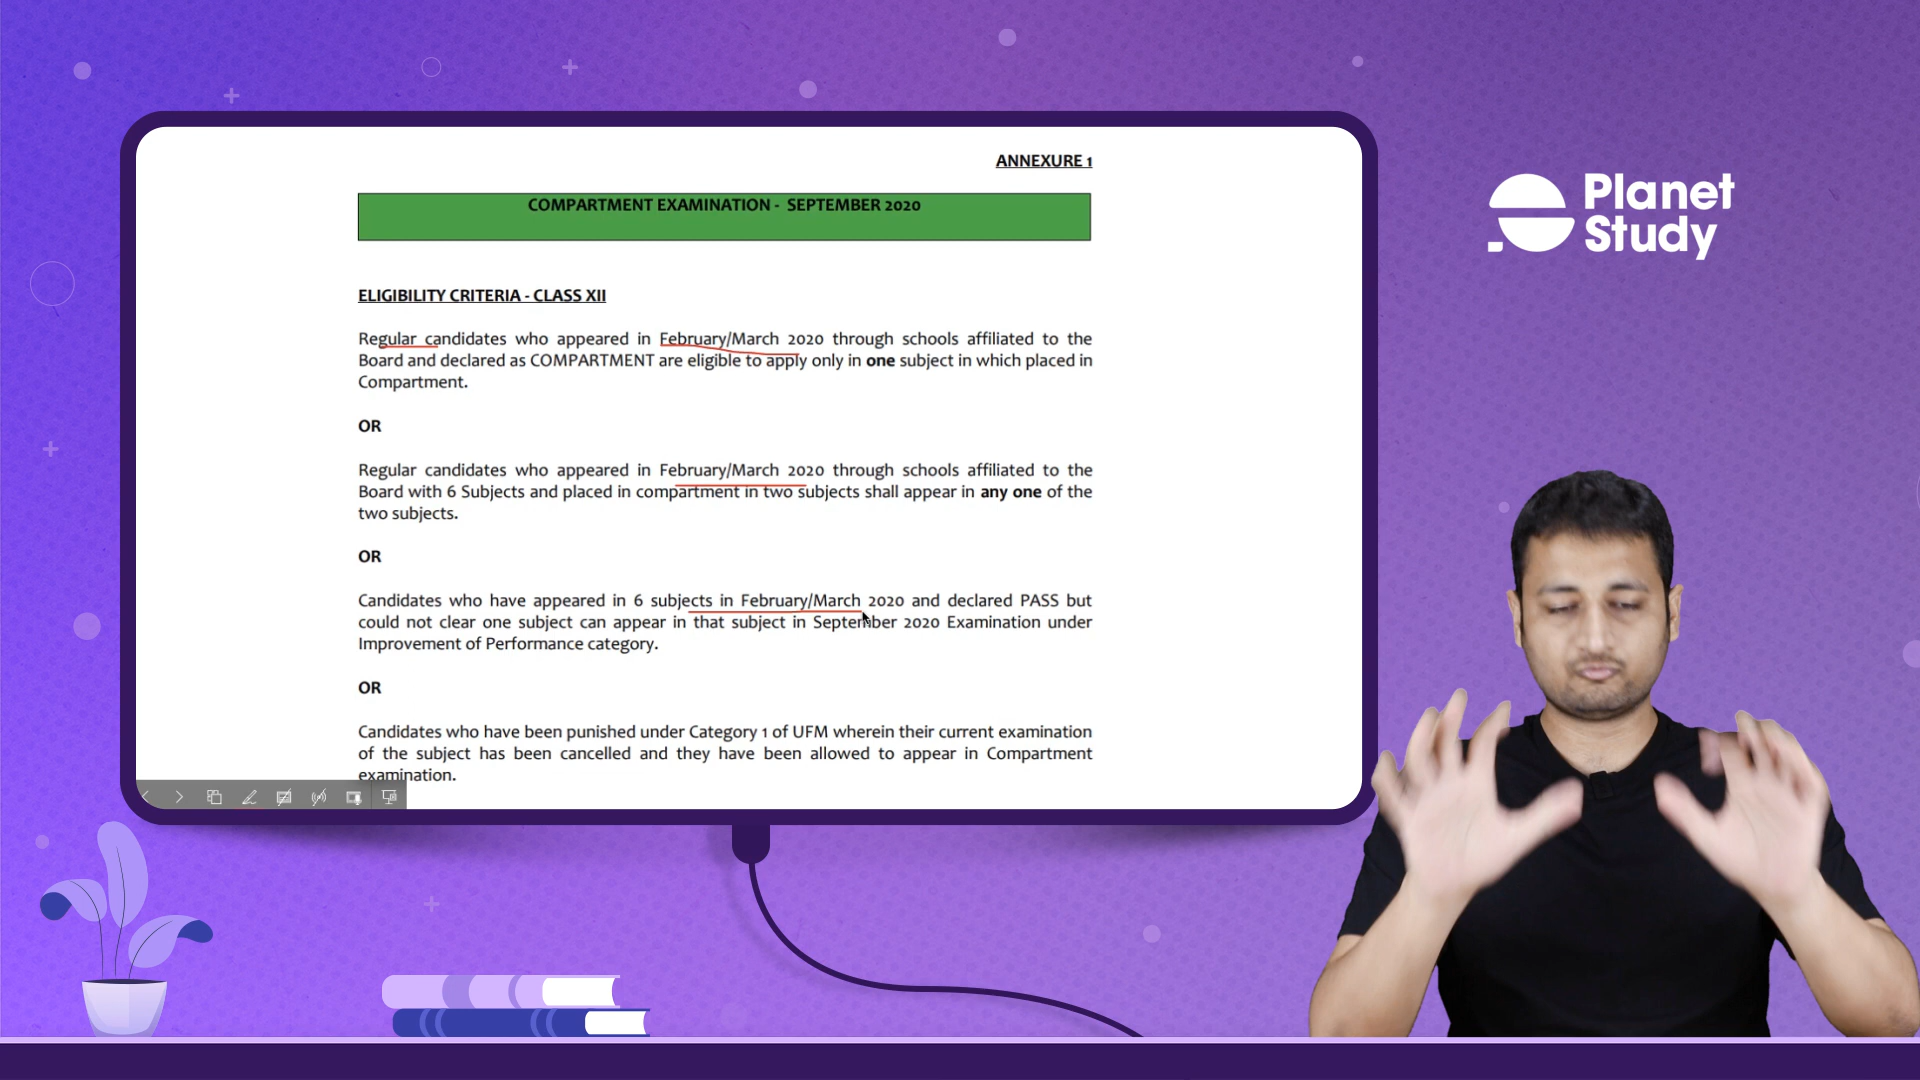 ANNEXURE 1
COMPARTMENT EXAMINATION - SEPTEMBER 2020
ELIGIBILITY CRITERIA - CLASS XII
Regular candidates who appeared in February/March 2020 through schools affiliated to the
Board and declared as COMPARTMENT are eligible to apply only in one subject in which placed in
Compartment.
OR
Regular candidates who appeared in February/March 2020 through schools affiliated to the
Board with 6 Subjects and placed in compartment in two subjects shall appear in any one of the
two subjects.
OR
Candidates who have appeared in 6 subjects in February/March 2020 and declared PASS but
could not clear one subject can appear in that subject in September 2020 Examination under
Improvement of Performance category.
OR
Candidates who have been punished under Category 1 of UFM wherein their current examination
of the subject has been cancelled and they have been allowed to appear in Compartment
examination.
Planet
Study